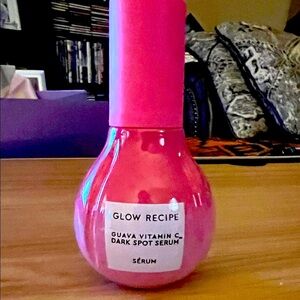 GLOW RECIPE
GUAVA VITAMIN C
DARK SPOT SERUM
SÉRUM